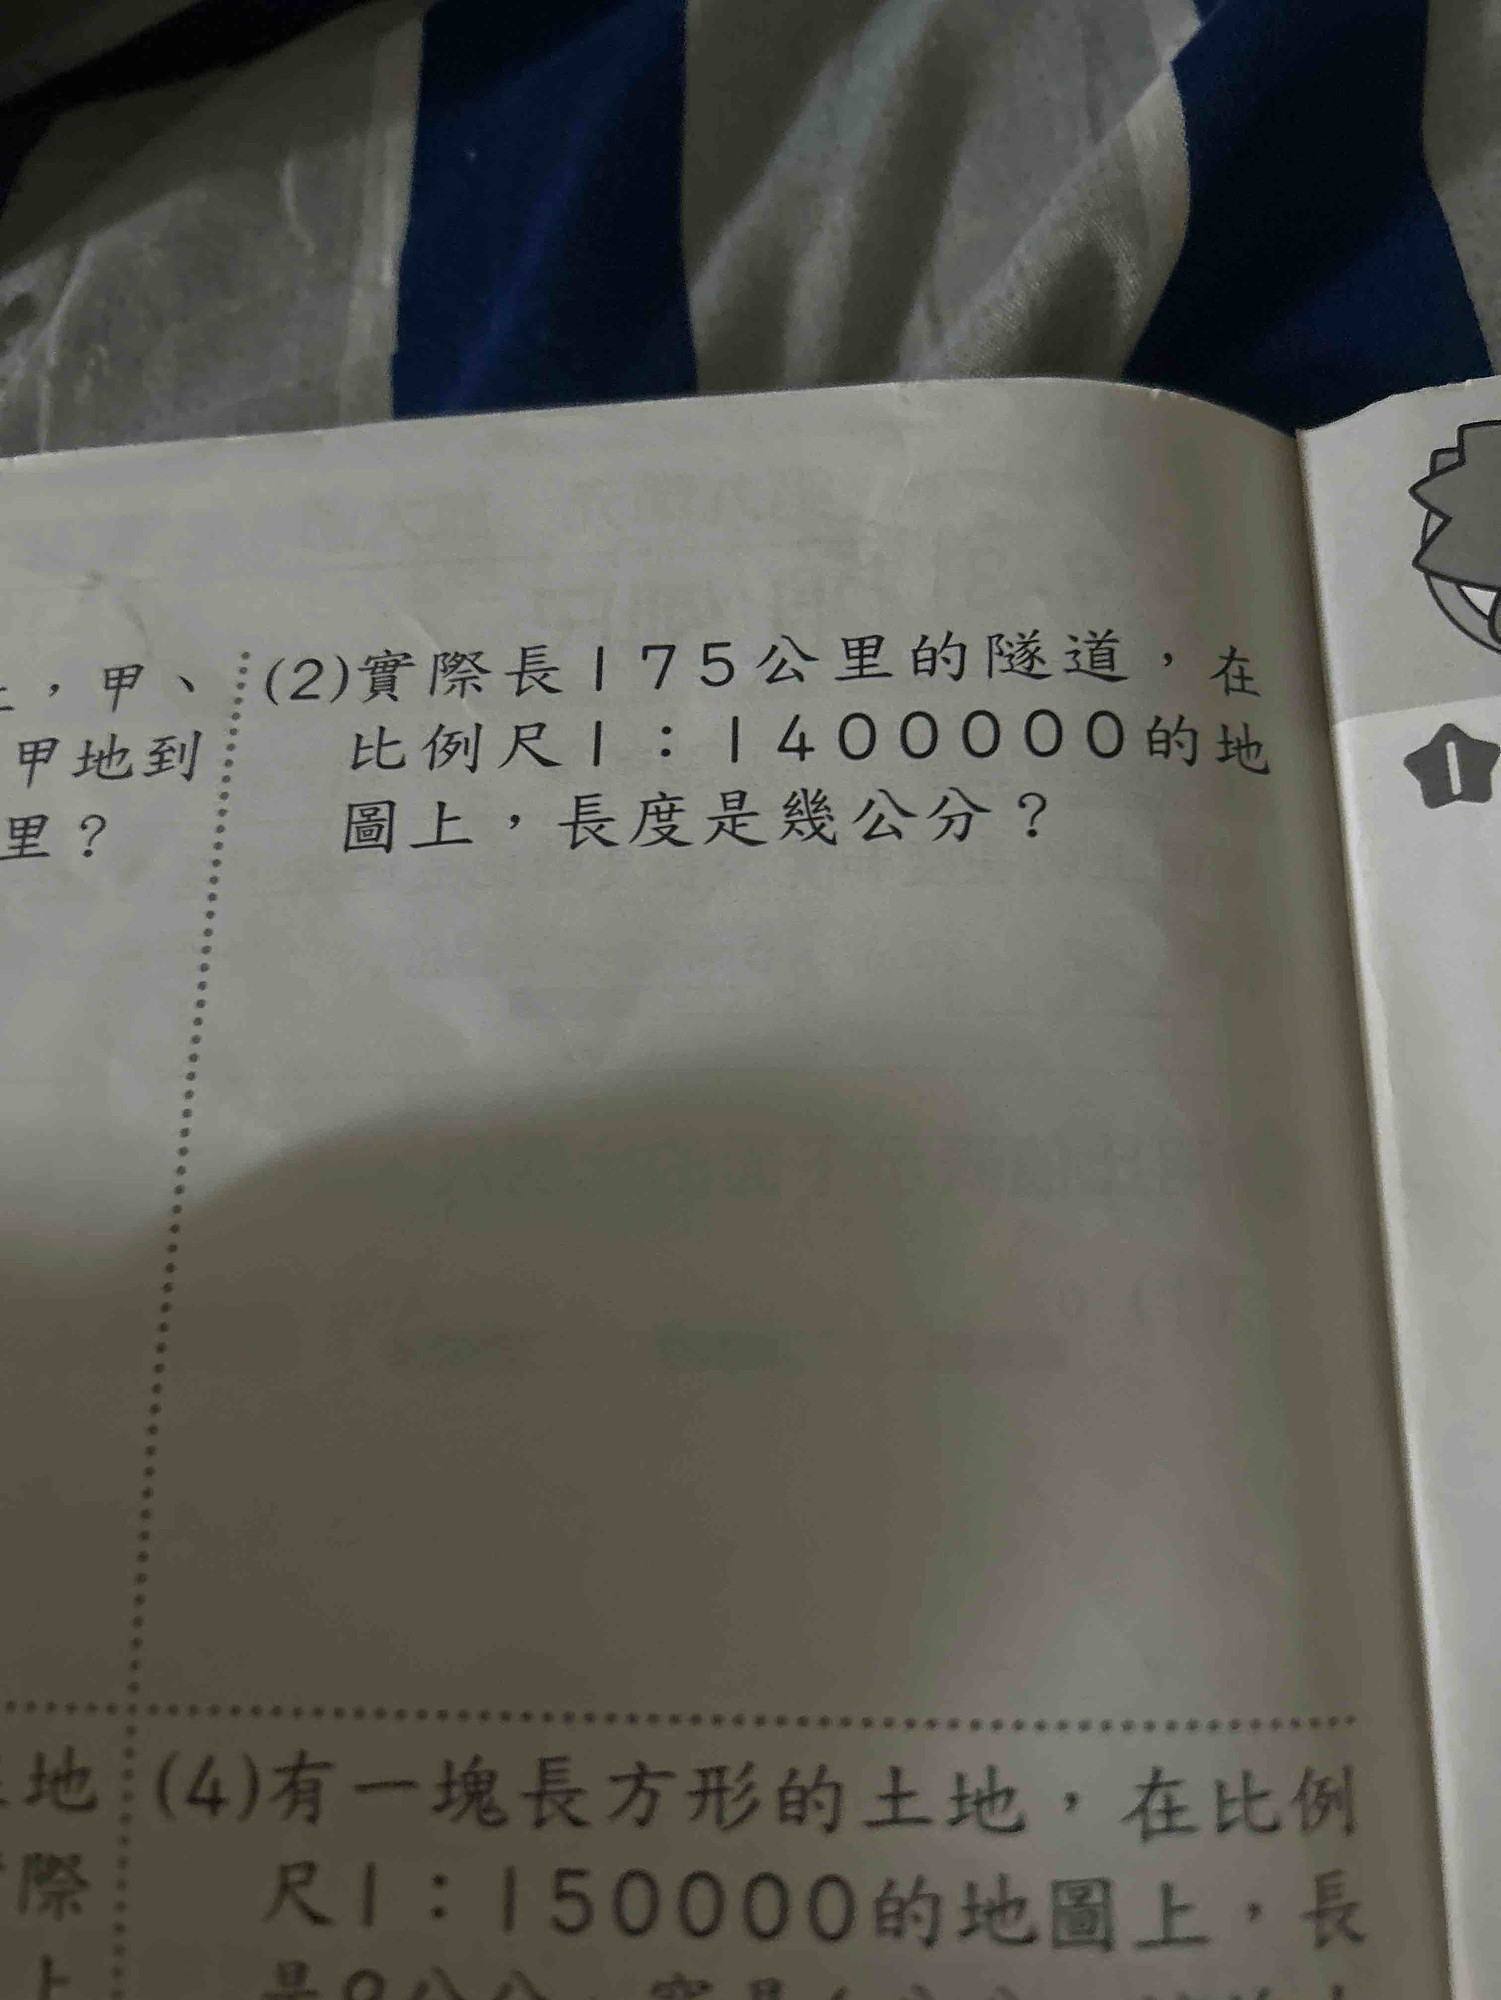 ，甲、
甲地到
里？
(2)實際長175公里的隧道，在
比例尺1：1400000的地
圖上，長度是幾公分？
1
地
際
上
(4)有一塊長方形的土地，在比例
尺1：150000的地圖上，長